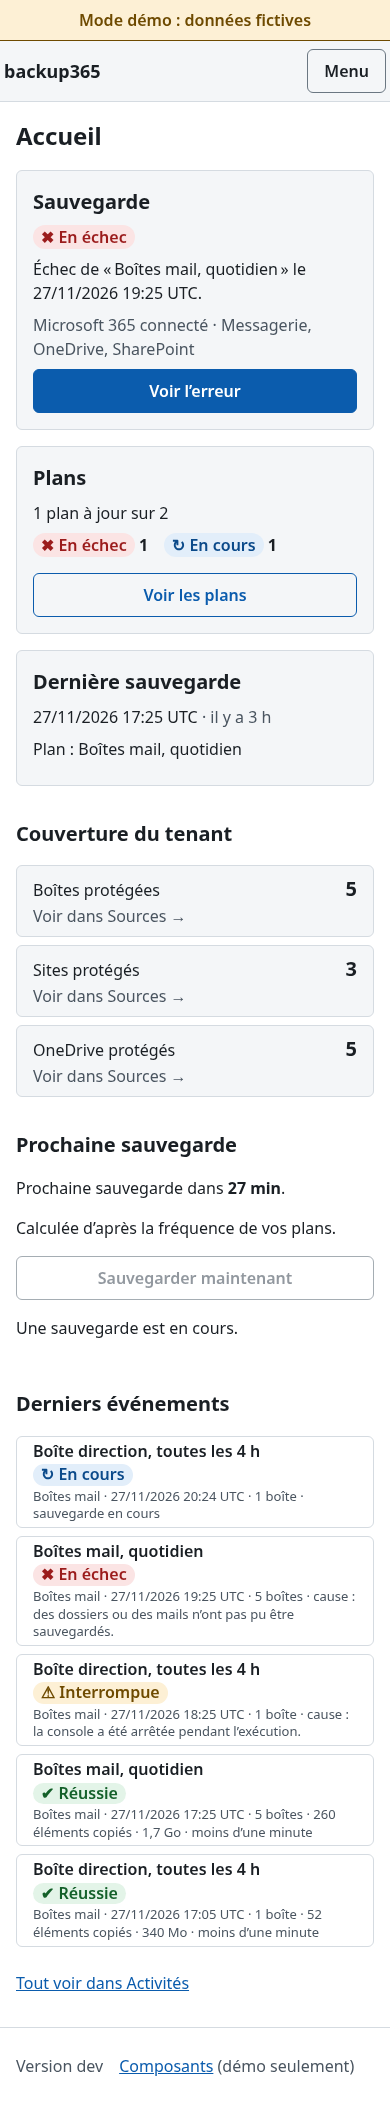 Mode démo : données fictives
backup365
Menu
Accueil
Sauvegarde
✖ En échec
Échec de « Boîtes mail, quotidien » le
27/11/2026 19:25 UTC.
Microsoft 365 connecté · Messagerie,
OneDrive, SharePoint
Voir l’erreur
Plans
1 plan à jour sur 2
✖ En échec 1 ↻ En cours 1
Voir les plans
Dernière sauvegarde
27/11/2026 17:25 UTC · il y a 3 h
Plan : Boîtes mail, quotidien
Couverture du tenant
Boîtes protégées 5
Voir dans Sources →
Sites protégés 3
Voir dans Sources →
OneDrive protégés 5
Voir dans Sources →
Prochaine sauvegarde
Prochaine sauvegarde dans 27 min.
Calculée d’après la fréquence de vos plans.
Sauvegarder maintenant
Une sauvegarde est en cours.
Derniers événements
Boîte direction, toutes les 4 h
↻ En cours
Boîtes mail · 27/11/2026 20:24 UTC · 1 boîte ·
sauvegarde en cours
Boîtes mail, quotidien
✖ En échec
Boîtes mail · 27/11/2026 19:25 UTC · 5 boîtes · cause :
des dossiers ou des mails n’ont pas pu être
sauvegardés.
Boîte direction, toutes les 4 h
⚠ Interrompue
Boîtes mail · 27/11/2026 18:25 UTC · 1 boîte · cause :
la console a été arrêtée pendant l’exécution.
Boîtes mail, quotidien
✔ Réussie
Boîtes mail · 27/11/2026 17:25 UTC · 5 boîtes · 260
éléments copiés · 1,7 Go · moins d’une minute
Boîte direction, toutes les 4 h
✔ Réussie
Boîtes mail · 27/11/2026 17:05 UTC · 1 boîte · 52
éléments copiés · 340 Mo · moins d’une minute
Tout voir dans Activités
Version dev Composants (démo seulement)